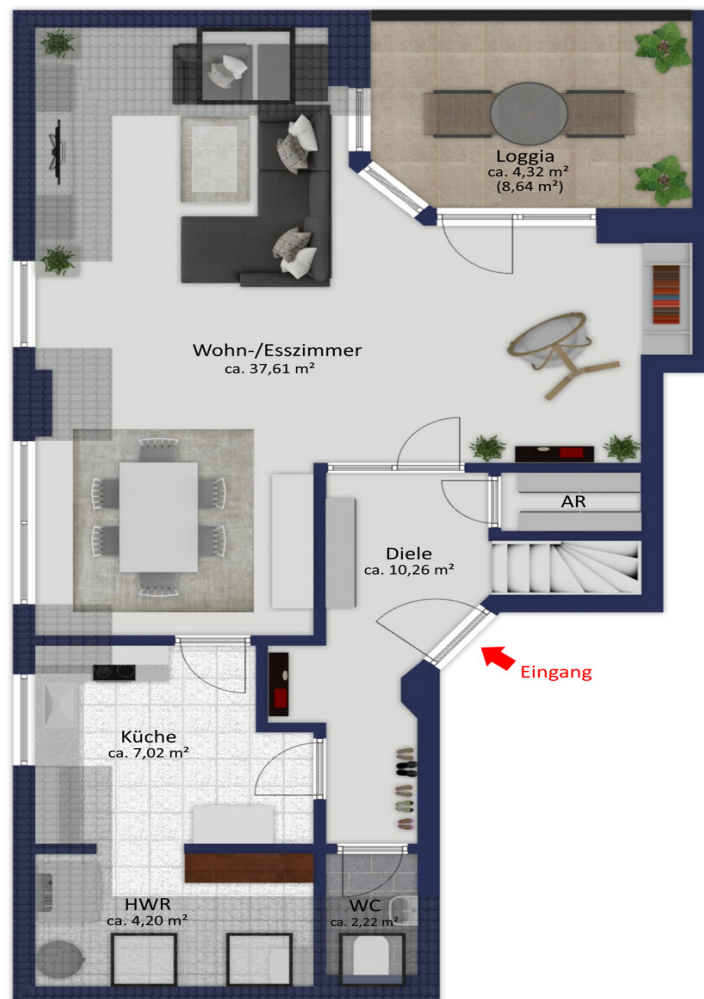 Loggia
ca. 4,32 m²
(8,64 m²)
Wohn-/Esszimmer
ca. 37,61 m²
AR
Diele
ca. 10,26 m²
Eingang
Küche
ca. 7,02 m²
HWR
ca. 4,20 m²
WC
ca. 2,22 m²